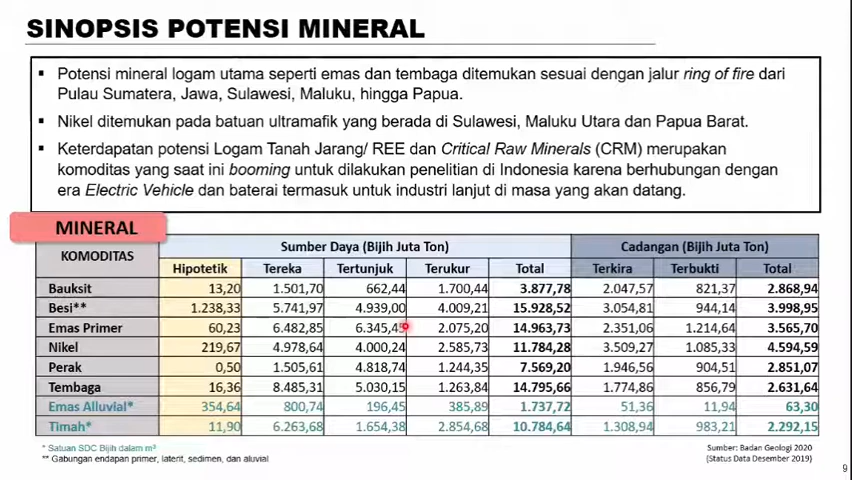 SINOPSIS POTENSI MINERAL
▪ Potensi mineral logam utama seperti emas dan tembaga ditemukan sesuai dengan jalur ring of fire dari
Pulau Sumatera, Jawa, Sulawesi, Maluku, hingga Papua.
▪ Nikel ditemukan pada batuan ultramafik yang berada di Sulawesi, Maluku Utara dan Papua Barat.
▪ Keterdapatan potensi Logam Tanah Jarang/ REE dan Critical Raw Minerals (CRM) merupakan
komoditas yang saat ini booming untuk dilakukan penelitian di Indonesia karena berhubungan dengan
era Electric Vehicle dan baterai termasuk untuk industri lanjut di masa yang akan datang.
MINERAL
KOMODITAS Sumber Daya (Bijih Juta Ton) Cadangan (Bijih Juta Ton)
Hipotetik Tereka Tertunjuk Terukur Total Terkira Terbukti Total
Bauksit 13,20 1.501,70 662,44 1.700,44 3.877,78 2.047,57 821,37 2.868,94
Besi** 1.238,33 5.741,97 4.939,00 4.009,21 15.928,52 3.054,81 944,14 3.998,95
Emas Primer 60,23 6.482,85 6.345,45 2.075,20 14.963,73 2.351,06 1.214,64 3.565,70
Nikel 219,67 4.978,64 4.000,24 2.585,73 11.784,28 3.509,27 1.085,33 4.594,59
Perak 0,50 1.505,61 4.818,74 1.244,35 7.569,20 1.946,56 904,51 2.851,07
Tembaga 16,36 8.485,31 5.030,15 1.263,84 14.795,66 1.774,86 856,79 2.631,64
Emas Alluvial* 354,64 800,74 196,45 385,89 1.737,72 51,36 11,94 63,30
Timah* 11,90 6.263,68 1.654,38 2.854,68 10.784,64 1.308,94 983,21 2.292,15
* Satuan SDC Bijih dalam m³
** Gabungan endapan primer, laterit, sedimen, dan aluvial
Sumber: Badan Geologi 2020
(Status Data Desember 2019)
9